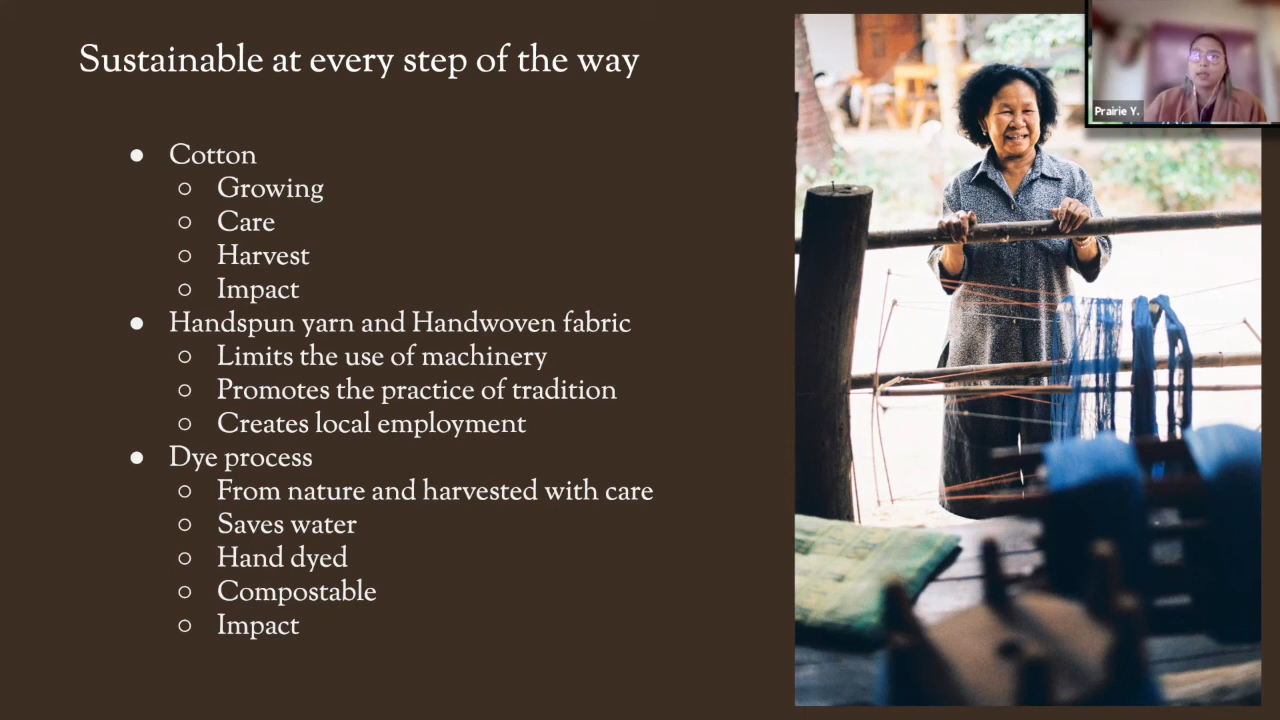 Sustainable at every step of the way
● Cotton
○ Growing
○ Care
○ Harvest
○ Impact
● Handspun yarn and Handwoven fabric
○ Limits the use of machinery
○ Promotes the practice of tradition
○ Creates local employment
● Dye process
○ From nature and harvested with care
○ Saves water
○ Hand dyed
○ Compostable
○ Impact
Prairie Y.